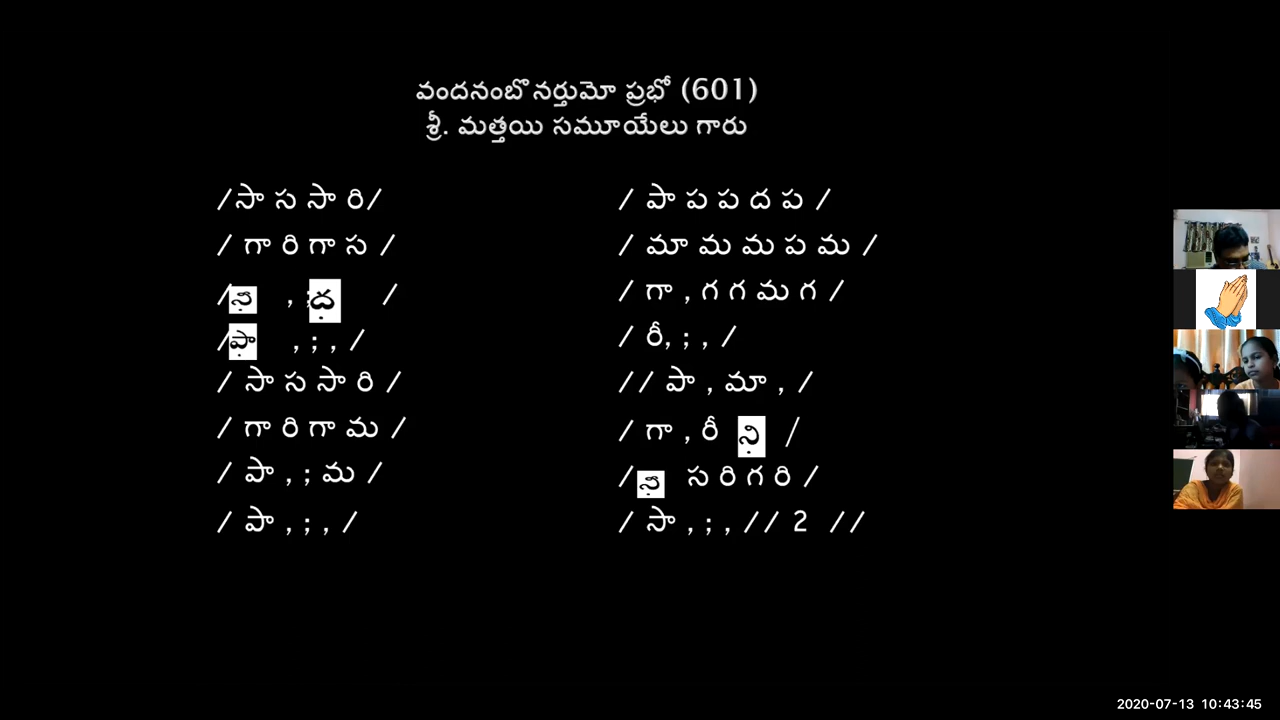 వందనంబొనర్తుమో ప్రభో (601)
శ్రీ. మత్తయి సమూయేలు గారు
/సా స సా రి/
/ గా రి గా స /
/నీ , ; ద /
/పా , ; , /
/ సా స సా రి /
/ గా రి గా మ /
/ పా , ; మ /
/ పా , ; , /
/ పా ప ప ద ప /
/ మా మ మ ప మ /
/ గా , గ గ మ గ /
/ రీ, ; , /
// పా , మా , /
/ గా , రీ ని /
/నీ స రి గ రి /
/ సా , ; , // 2 //
2020-07-13 10:43:45